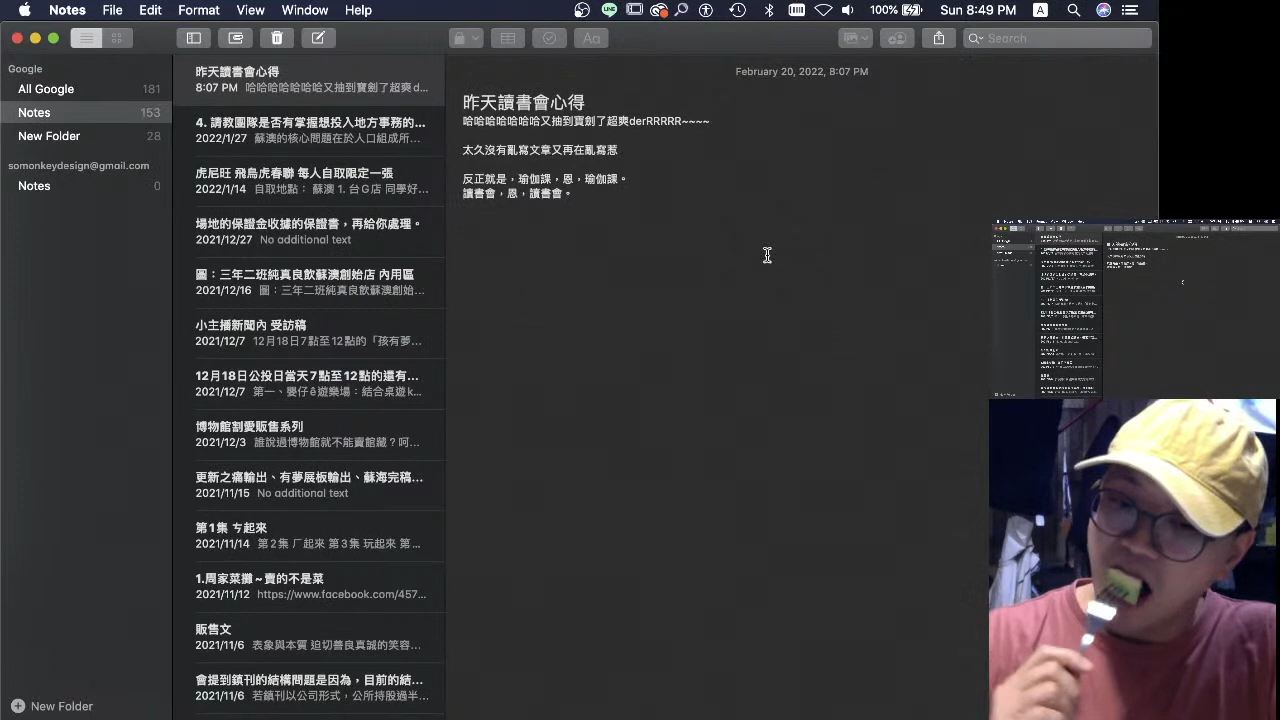 Notes File Edit Format View Window Help 100% Sun 8:49 PM A
Aa Search
Google
All Google 181
Notes 153
New Folder 28
somonkeydesign@gmail.com
Notes 0
New Folder
昨天讀書會心得
8:07 PM 哈哈哈哈哈哈哈又抽到寶劍了超爽d...
4. 請教團隊是否有掌握想投入地方事務的...
2022/1/27 蘇澳的核心問題在於人口組成所...
虎尼旺 飛鳥虎春聯 每人自取限定一張
2022/1/14 自取地點： 蘇澳 1. 台G店 同學好...
場地的保證金收據的保證書，再給你處理。
2021/12/27 No additional text
圖：三年二班純真良飲蘇澳創始店 內用區
2021/12/16 圖：三年二班純真良飲蘇澳創始...
小主播新聞內 受訪稿
2021/12/7 12月18日7點至12點的「孩有夢...
12月18日公投日當天7點至12點的還有...
2021/12/7 第一、囡仔ê遊樂場：結合桌遊k...
博物館割愛販售系列
2021/12/3 誰說過博物館就不能賣館藏？呵...
更新之痛輸出、有夢展板輸出、蘇海完稿...
2021/11/15 No additional text
第1集 ㄘ起來
2021/11/14 第2集 ㄏ起來 第3集 玩起來 第...
1.周家菜攤~賣的不是菜
2021/11/12 https://www.facebook.com/457...
販售文
2021/11/6 表象與本質 迫切善良真誠的笑容...
會提到鎮刊的結構問題是因為，目前的結...
2021/11/6 若鎮刊以公司形式，公所持股過半...
February 20, 2022, 8:07 PM
昨天讀書會心得
哈哈哈哈哈哈哈又抽到寶劍了超爽derRRRRR~~~~
太久沒有亂寫文章又再在亂寫惹
反正就是，瑜伽課，恩，瑜伽課。
讀書會，恩，讀書會。